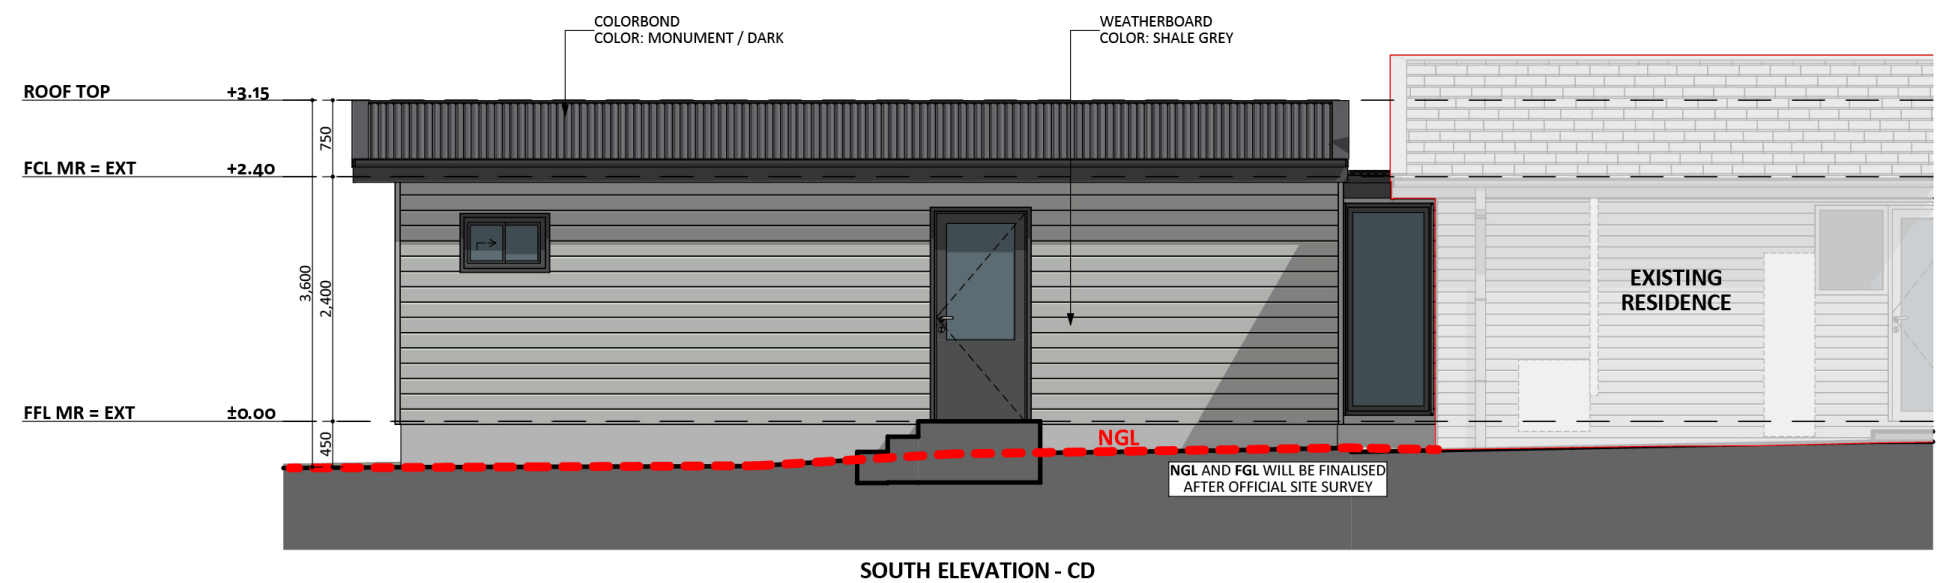 COLORBOND
COLOR: MONUMENT / DARK
WEATHERBOARD
COLOR: SHALE GREY
ROOF TOP +3.15
750
FCL MR = EXT +2.40
3,600
2,400
EXISTING
RESIDENCE
FFL MR = EXT ±0.00
450
NGL
NGL AND FGL WILL BE FINALISED
AFTER OFFICIAL SITE SURVEY
SOUTH ELEVATION - CD